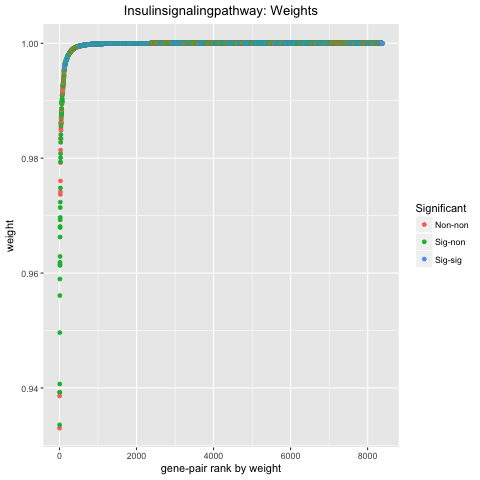 Insulinsignalingpathway: Weights
1.00
0.98
0.96
0.94
weight
0
2000
4000
6000
8000
gene-pair rank by weight
Significant
Non-non
Sig-non
Sig-sig